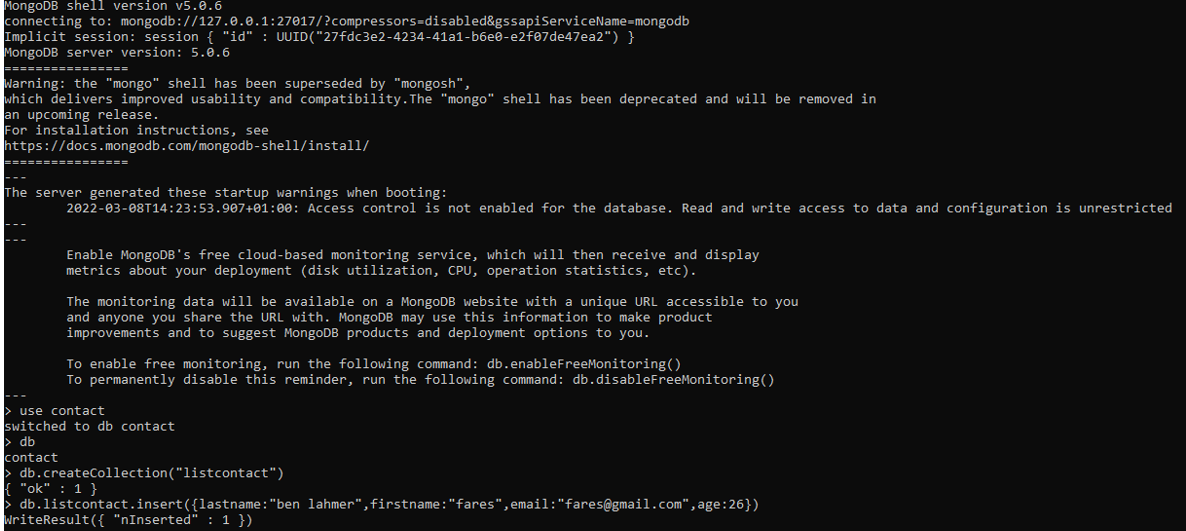 MongoDB shell version v5.0.6
connecting to: mongodb://127.0.0.1:27017/?compressors=disabled&gssapiServiceName=mongodb
Implicit session: session { "id" : UUID("27fdc3e2-4234-41a1-b6e0-e2f07de47ea2") }
MongoDB server version: 5.0.6
================
Warning: the "mongo" shell has been superseded by "mongosh",
which delivers improved usability and compatibility.The "mongo" shell has been deprecated and will be removed in
an upcoming release.
For installation instructions, see
https://docs.mongodb.com/mongodb-shell/install/
================
---
The server generated these startup warnings when booting:
        2022-03-08T14:23:53.907+01:00: Access control is not enabled for the database. Read and write access to data and configuration is unrestricted
---
---
        Enable MongoDB's free cloud-based monitoring service, which will then receive and display
        metrics about your deployment (disk utilization, CPU, operation statistics, etc).

        The monitoring data will be available on a MongoDB website with a unique URL accessible to you
        and anyone you share the URL with. MongoDB may use this information to make product
        improvements and to suggest MongoDB products and deployment options to you.

        To enable free monitoring, run the following command: db.enableFreeMonitoring()
        To permanently disable this reminder, run the following command: db.disableFreeMonitoring()
---
> use contact
switched to db contact
> db
contact
> db.createCollection("listcontact")
{ "ok" : 1 }
> db.listcontact.insert({lastname:"ben lahmer",firstname:"fares",email:"fares@gmail.com",age:26})
WriteResult({ "nInserted" : 1 })